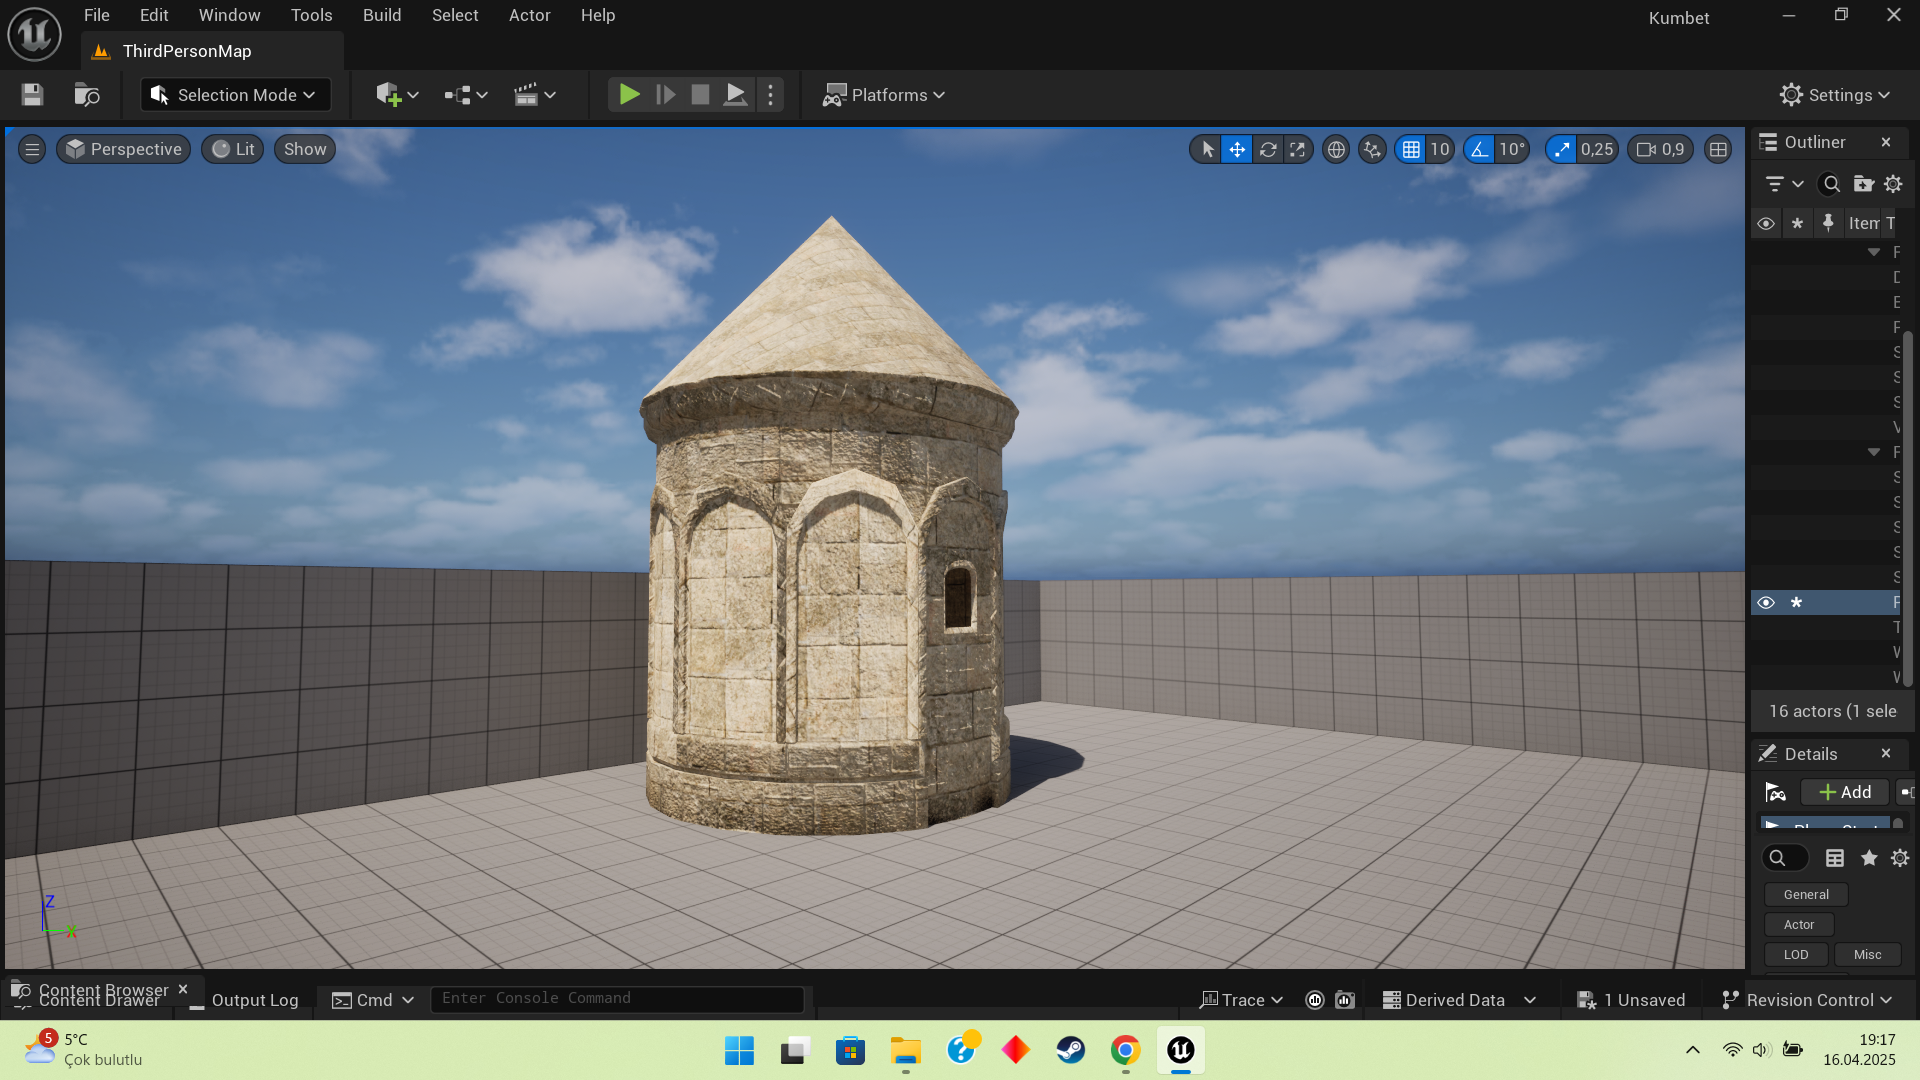 File Edit Window Tools Build Select Actor Help
Kumbet
ThirdPersonMap
Selection Mode
Platforms
Settings
Perspective Lit Show
10 10° 0,25 0,9
Outliner
Item T
16 actors (1 sele
Details
Add
General
Actor
LOD Misc
Content Browser
Content Drawer
Output Log
Cmd
Enter Console Command
Trace
Derived Data
1 Unsaved
Revision Control
5
5°C
Çok bulutlu
19:17
16.04.2025